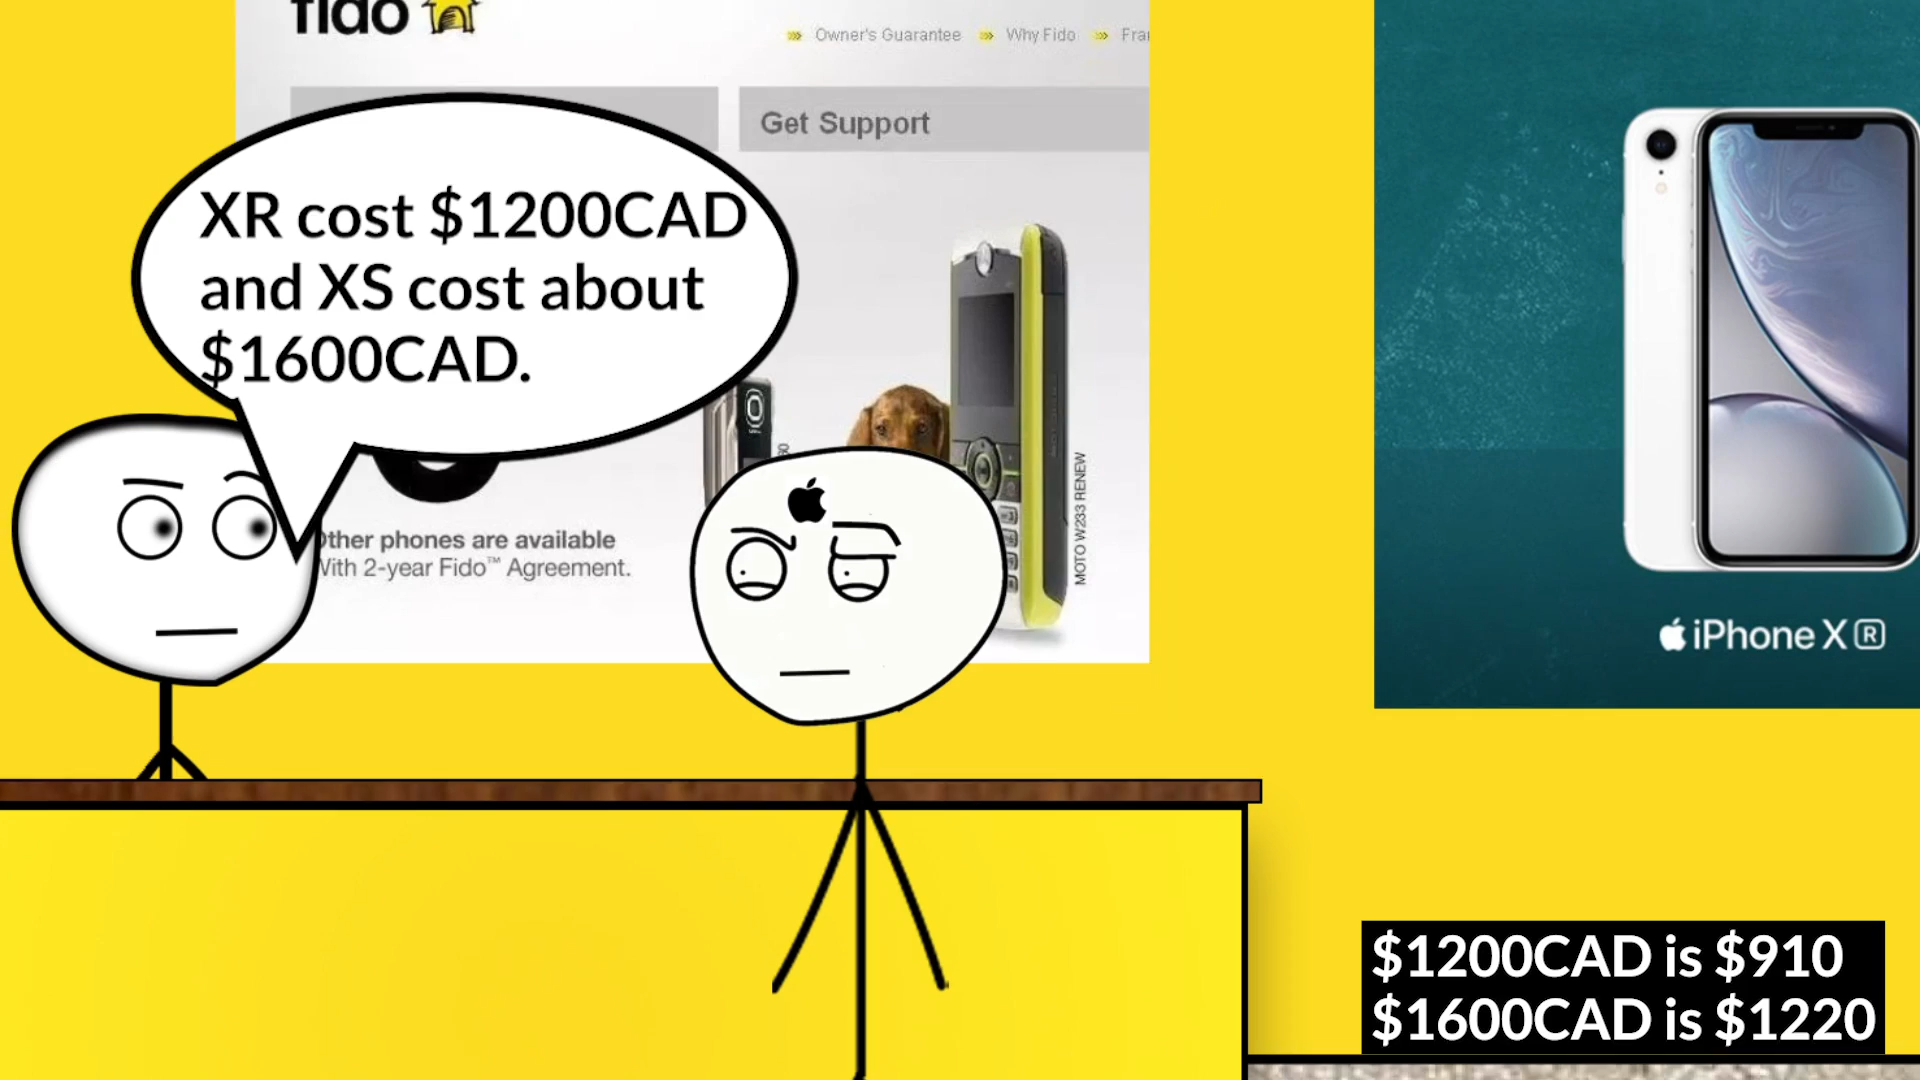 fido
Owner's Guarantee
Why Fido
Get Support
XR cost $1200CAD
and XS cost about
$1600CAD.
Other phones are available
With 2-year Fido™ Agreement.
MOTO W233 RENEW
iPhone XR
$1200CAD is $910
$1600CAD is $1220